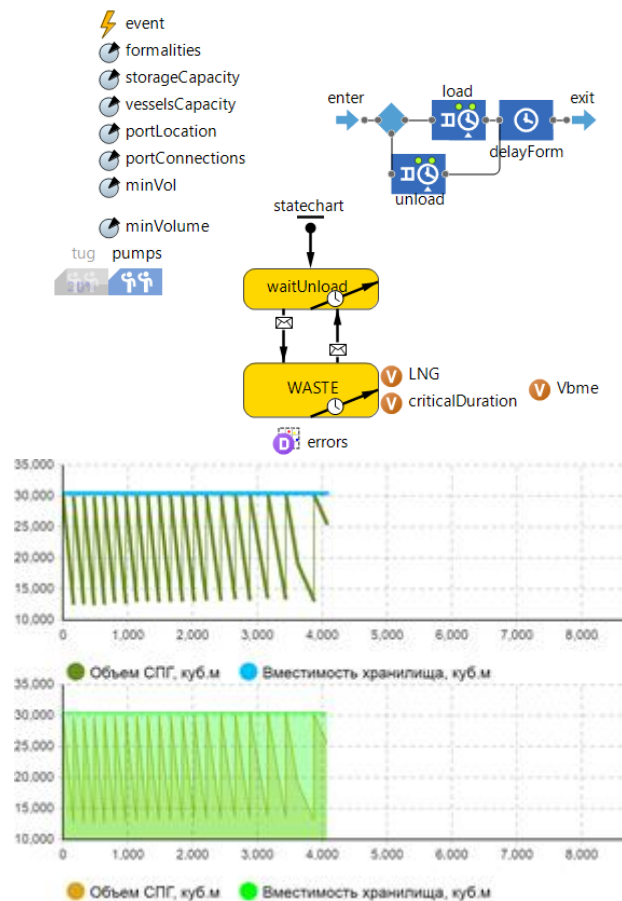 event
formalities
storageCapacity
vesselsCapacity
portLocation
portConnections
minVol
minVolume
tug pumps
enter
load
exit
delayForm
unload
statechart
waitUnload
WASTE
LNG
criticalDuration
Vbme
errors
35,000
30,000
25,000
20,000
15,000
10,000
0 1,000 2,000 3,000 4,000 5,000 6,000 7,000 8,000
Объем СПГ, куб.м Вместимость хранилища, куб.м
35,000
30,000
25,000
20,000
15,000
10,000
0 1,000 2,000 3,000 4,000 5,000 6,000 7,000 8,000
Объем СПГ, куб.м Вместимость хранилища, куб.м